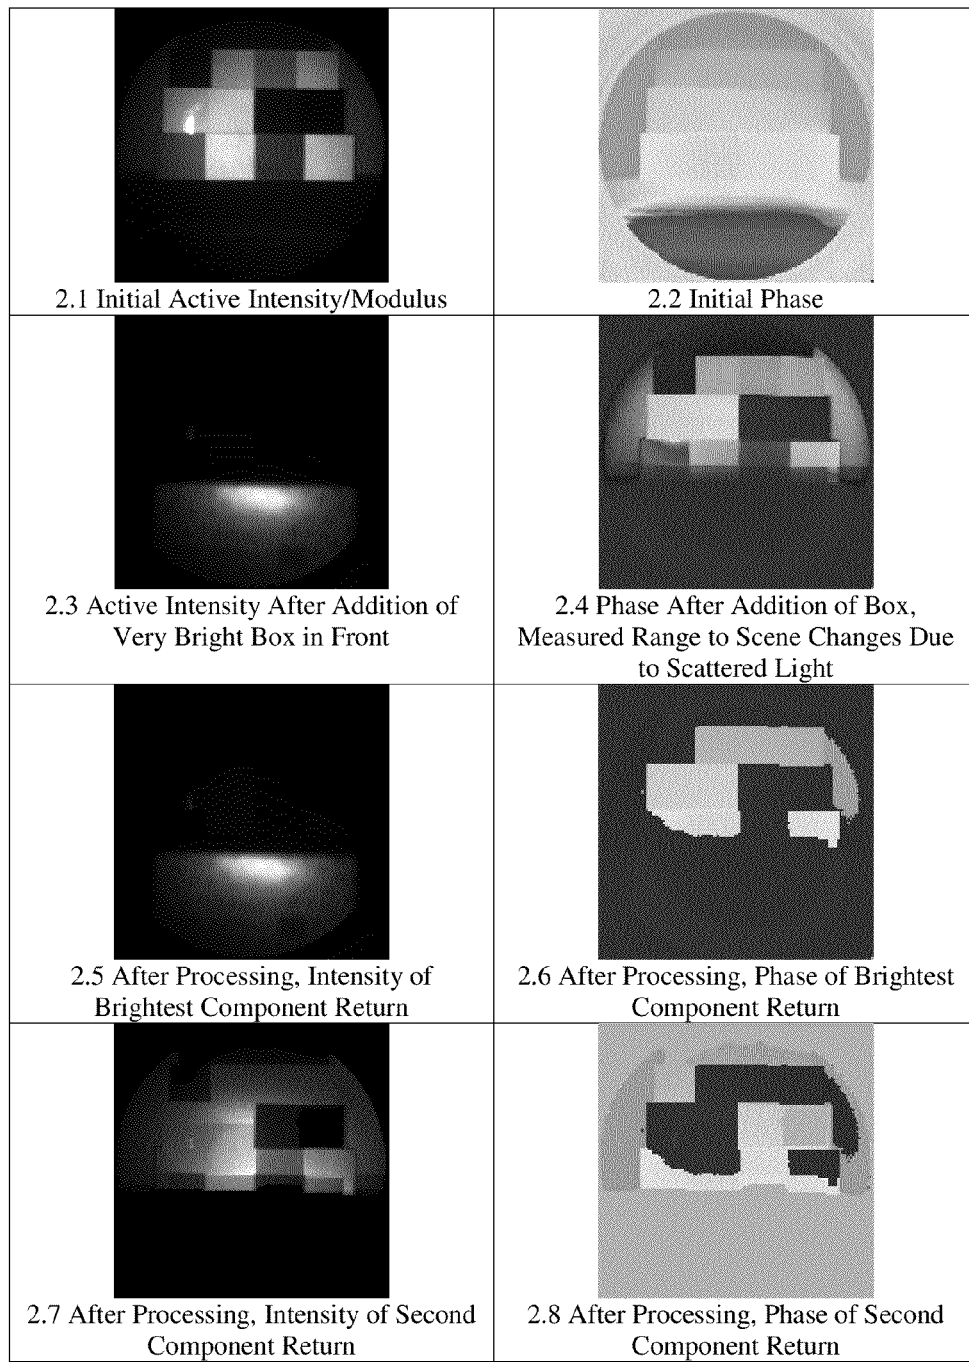 2.1 Initial Active Intensity/Modulus
2.2 Initial Phase
2.3 Active Intensity After Addition of
Very Bright Box in Front
2.4 Phase After Addition of Box,
Measured Range to Scene Changes Due
to Scattered Light
2.5 After Processing, Intensity of
Brightest Component Return
2.6 After Processing, Phase of Brightest
Component Return
2.7 After Processing, Intensity of Second
Component Return
2.8 After Processing, Phase of Second
Component Return